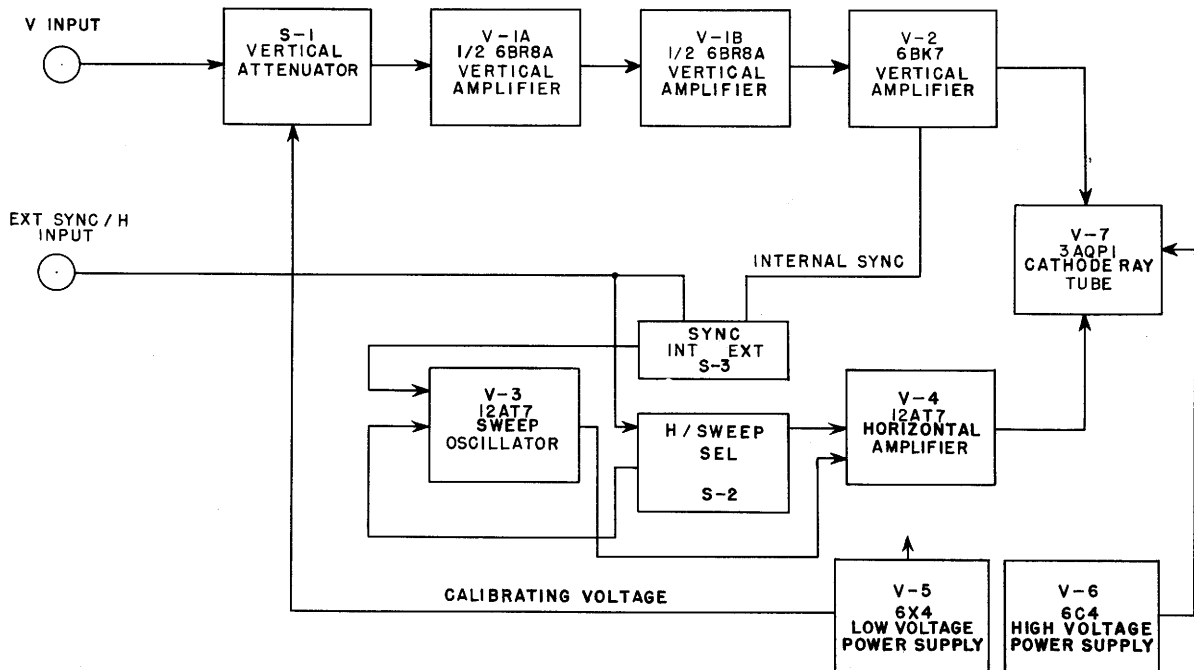 V INPUT
S-1
VERTICAL
ATTENUATOR
V-1A
1/2 6BR8A
VERTICAL
AMPLIFIER
V-1B
1/2 6BR8A
VERTICAL
AMPLIFIER
V-2
6BK7
VERTICAL
AMPLIFIER
EXT SYNC/H
INPUT
INTERNAL SYNC
V-7
3AQP1
CATHODE RAY
TUBE
SYNC
INT EXT
S-3
V-3
12AT7
SWEEP
OSCILLATOR
H/SWEEP
SEL
S-2
V-4
12AT7
HORIZONTAL
AMPLIFIER
CALIBRATING VOLTAGE
V-5
6X4
LOW VOLTAGE
POWER SUPPLY
V-6
6C4
HIGH VOLTAGE
POWER SUPPLY